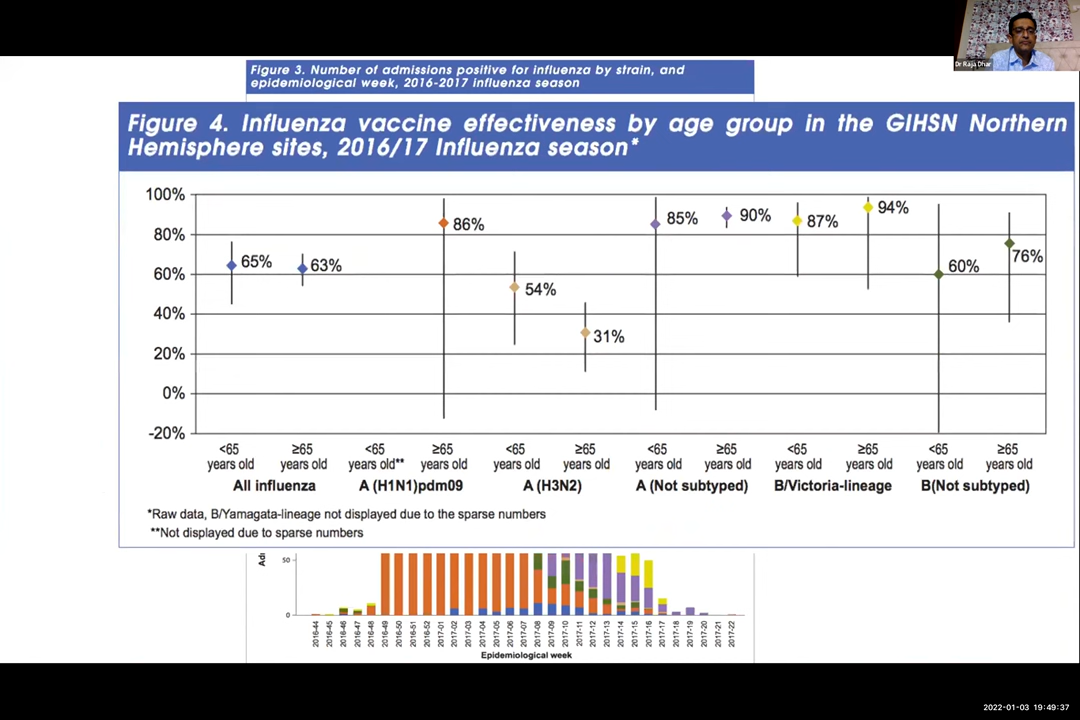 Dr Raja Dhar
Figure 3. Number of admissions positive for influenza by strain, and
epidemiological week, 2016-2017 influenza season
Figure 4. Influenza vaccine effectiveness by age group in the GIHSN Northern
Hemisphere sites, 2016/17 Influenza season*
100%
80%
60%
40%
20%
0%
-20%
65%
63%
86%
54%
31%
85%
90%
87%
94%
60%
76%
<65 ≥65 <65 ≥65 <65 ≥65 <65 ≥65 <65 ≥65 <65 ≥65
years old years old years old** years old years old years old years old years old years old years old years old years old
All influenza A (H1N1)pdm09 A (H3N2) A (Not subtyped) B/Victoria-lineage B(Not subtyped)
*Raw data, B/Yamagata-lineage not displayed due to the sparse numbers
**Not displayed due to sparse numbers
50
0
2016-44 2016-45 2016-46 2016-47 2016-48 2016-49 2016-50 2016-51 2016-52 2017-01 2017-02 2017-03 2017-04 2017-05 2017-06 2017-07 2017-08 2017-09 2017-10 2017-11 2017-12 2017-13 2017-14 2017-15 2017-16 2017-17 2017-18 2017-19 2017-20 2017-21 2017-22
Epidemiological week
2022-01-03 19:49:37